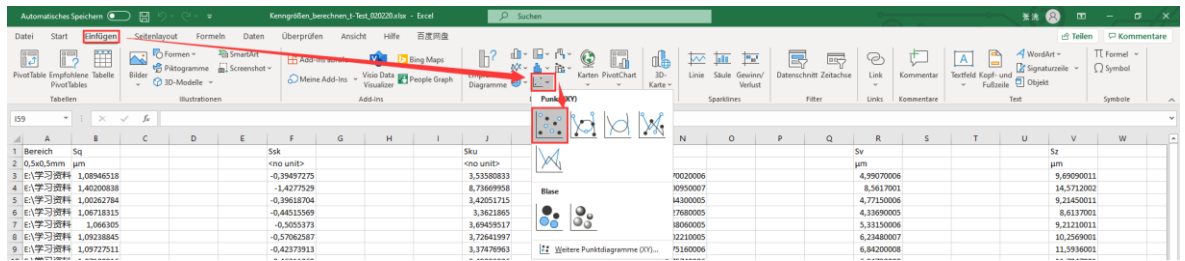 Automatisches Speichern Kenngrößen_berechnen_t-Test_020220.xlsx - Excel Suchen
Datei Start Einfügen Seitenlayout Formeln Daten Überprüfen Ansicht Hilfe 百度网盘 Teilen Kommentare
PivotTable Empfohlene PivotTables Tabelle Bilder Formen Piktogramme 3D-Modelle SmartArt Screenshot Meine Add-Ins Visio Data Visualizer Bing Maps People Graph Diagramme Karten PivotChart 3D-Karte Linie Säule Gewinn/Verlust Datenschnitt Zeitachse Link Kommentar Textfeld Kopf- und Fußzeile WordArt Signaturzeile Objekt Formel Symbol
Tabellen Illustrationen Add-Ins Sparklines Filter Links Kommentare Text Symbole
I59 fx
Blase
Weitere Punktdiagramme (XY)...
A B C D E F G H I J N O P Q R S T U V W
1 Bereich Sq Ssk Sku Sv Sz
2 0,5x0,5mm µm <no unit> <no unit> µm µm
3 E:\学习资料 1,08946518 -0,39497275 3,53580833 70020006 4,99070006 9,69090011
4 E:\学习资料 1,40200838 -1,4277529 8,73669958 00950007 8,5617001 14,5712002
5 E:\学习资料 1,00262784 -0,39618704 3,42051715 44300005 4,77150006 9,21450011
6 E:\学习资料 1,06718315 -0,44515569 3,3621865 27680005 4,33690005 8,6137001
7 E:\学习资料 1,066305 -0,5055373 3,69459517 38060005 5,33150006 9,21210011
8 E:\学习资料 1,09238845 -0,57062587 3,72641997 02210005 6,23480007 10,2569001
9 E:\学习资料 1,09727511 -0,42373913 3,37476963 75160006 6,84200008 11,5936001